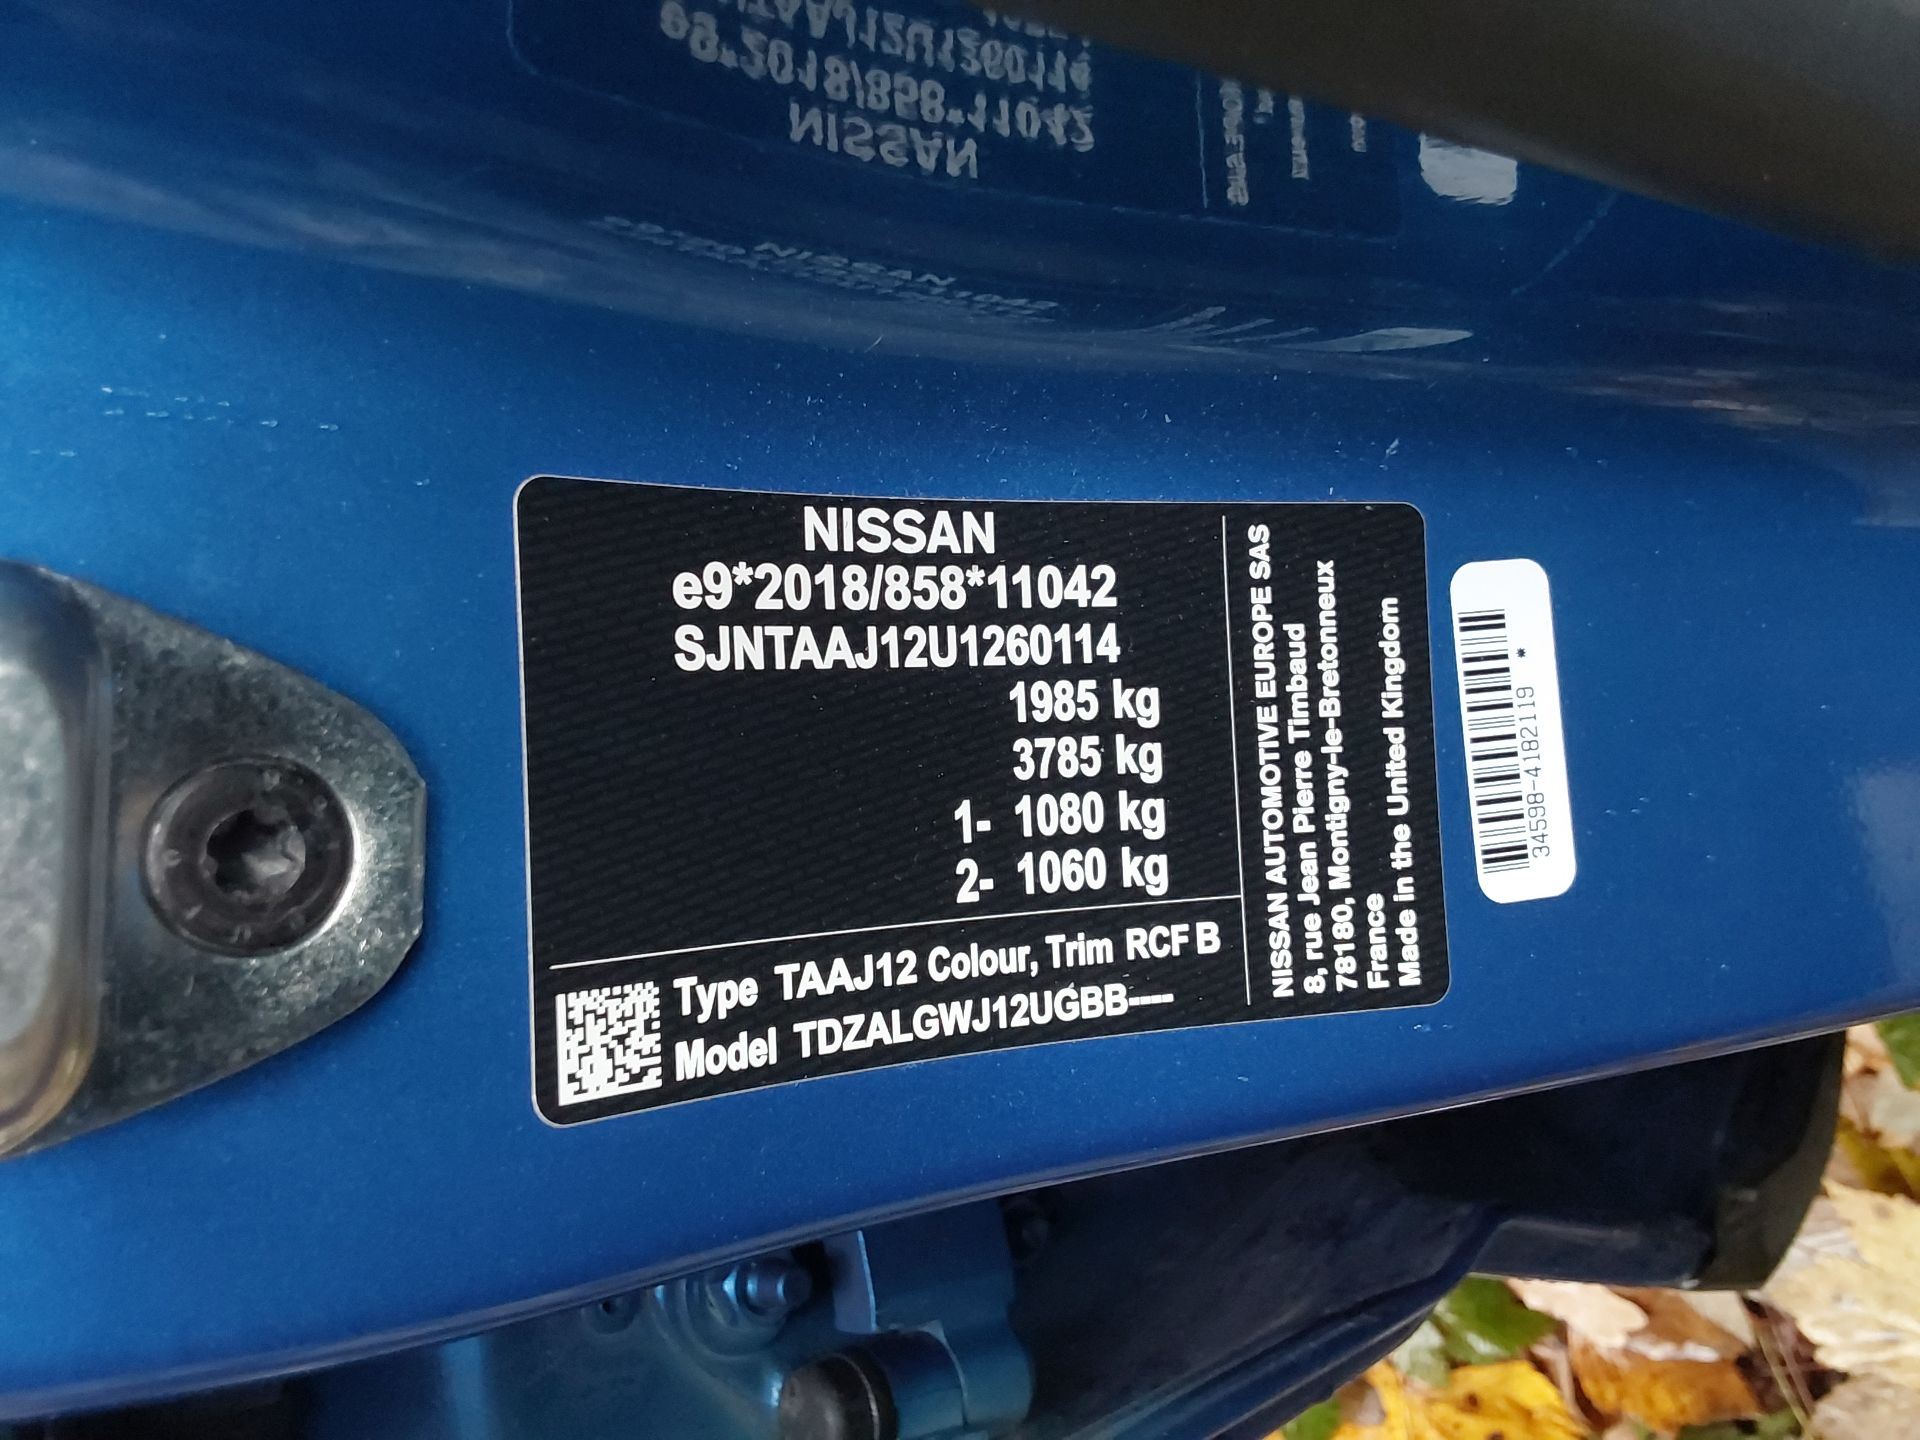 NISSAN
e9*2018/858*11042
SJNTAAJ12U1260114
1985 kg
3785 kg
1- 1080 kg
2- 1060 kg
Type TAAJ12 Colour, Trim RCF B
Model TDZALGWJ12UGBB----
NISSAN AUTOMOTIVE EUROPE SAS
8, rue Jean Pierre Timbaud
78180, Montigny-le-Bretonneux
France
Made in the United Kingdom
34598-4182119 *